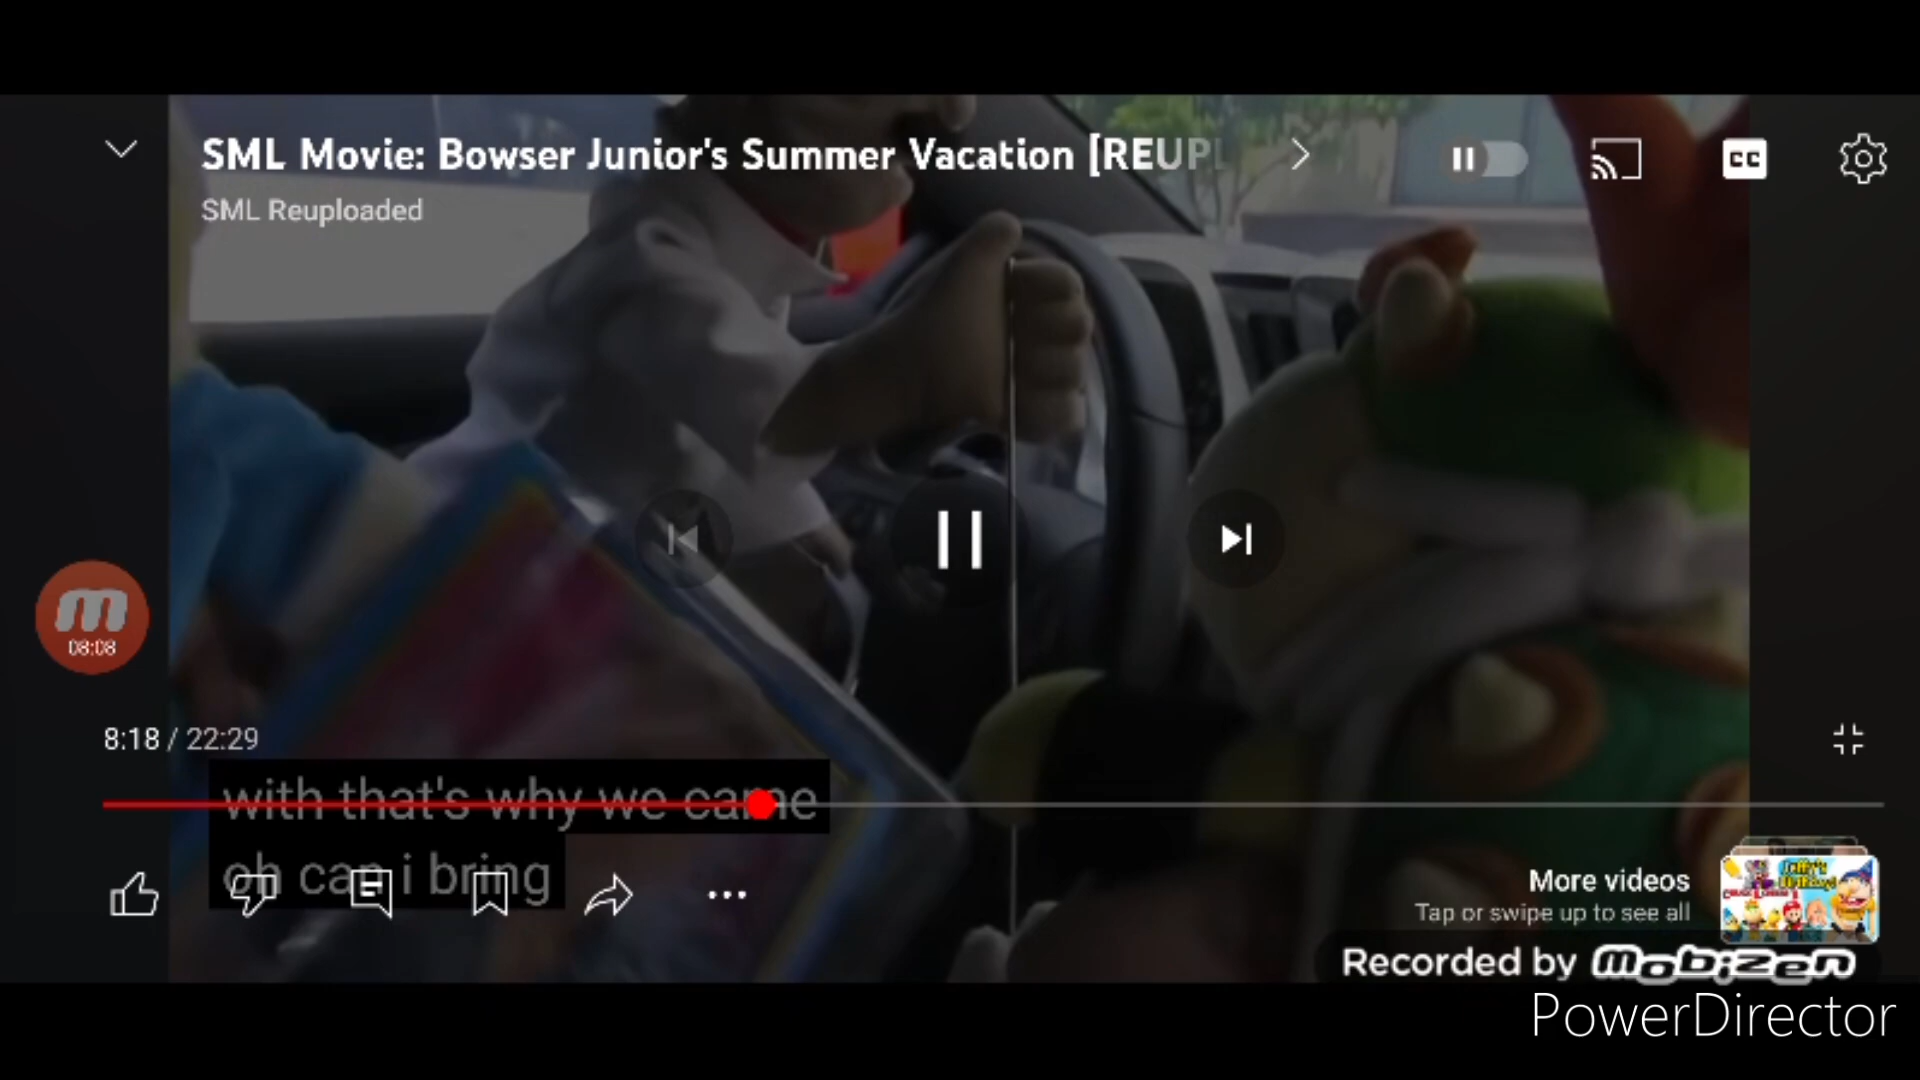 SML Movie: Bowser Junior's Summer Vacation [REUPL
SML Reuploaded
CC
m
08:08
8:18 / 22:29
with that's why we came
oh can i bring
More videos
Tap or swipe up to see all
Recorded by Mobizen
PowerDirector